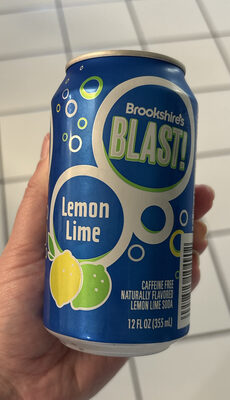 Brookshire's
BLAST!
Lemon
Lime
CAFFEINE FREE
NATURALLY FLAVORED
LEMON LIME SODA
12 FL OZ (355 mL)